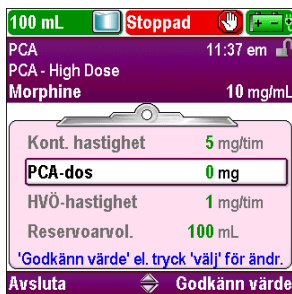 100 mL Stoppad
PCA 11:37 em
PCA - High Dose
Morphine 10 mg/mL
Kont. hastighet 5 mg/tim
PCA-dos 0 mg
HVÖ-hastighet 1 mg/tim
Reservoarvol. 100 mL
'Godkänn värde' el. tryck 'välj' för ändr.
Avsluta Godkänn värde